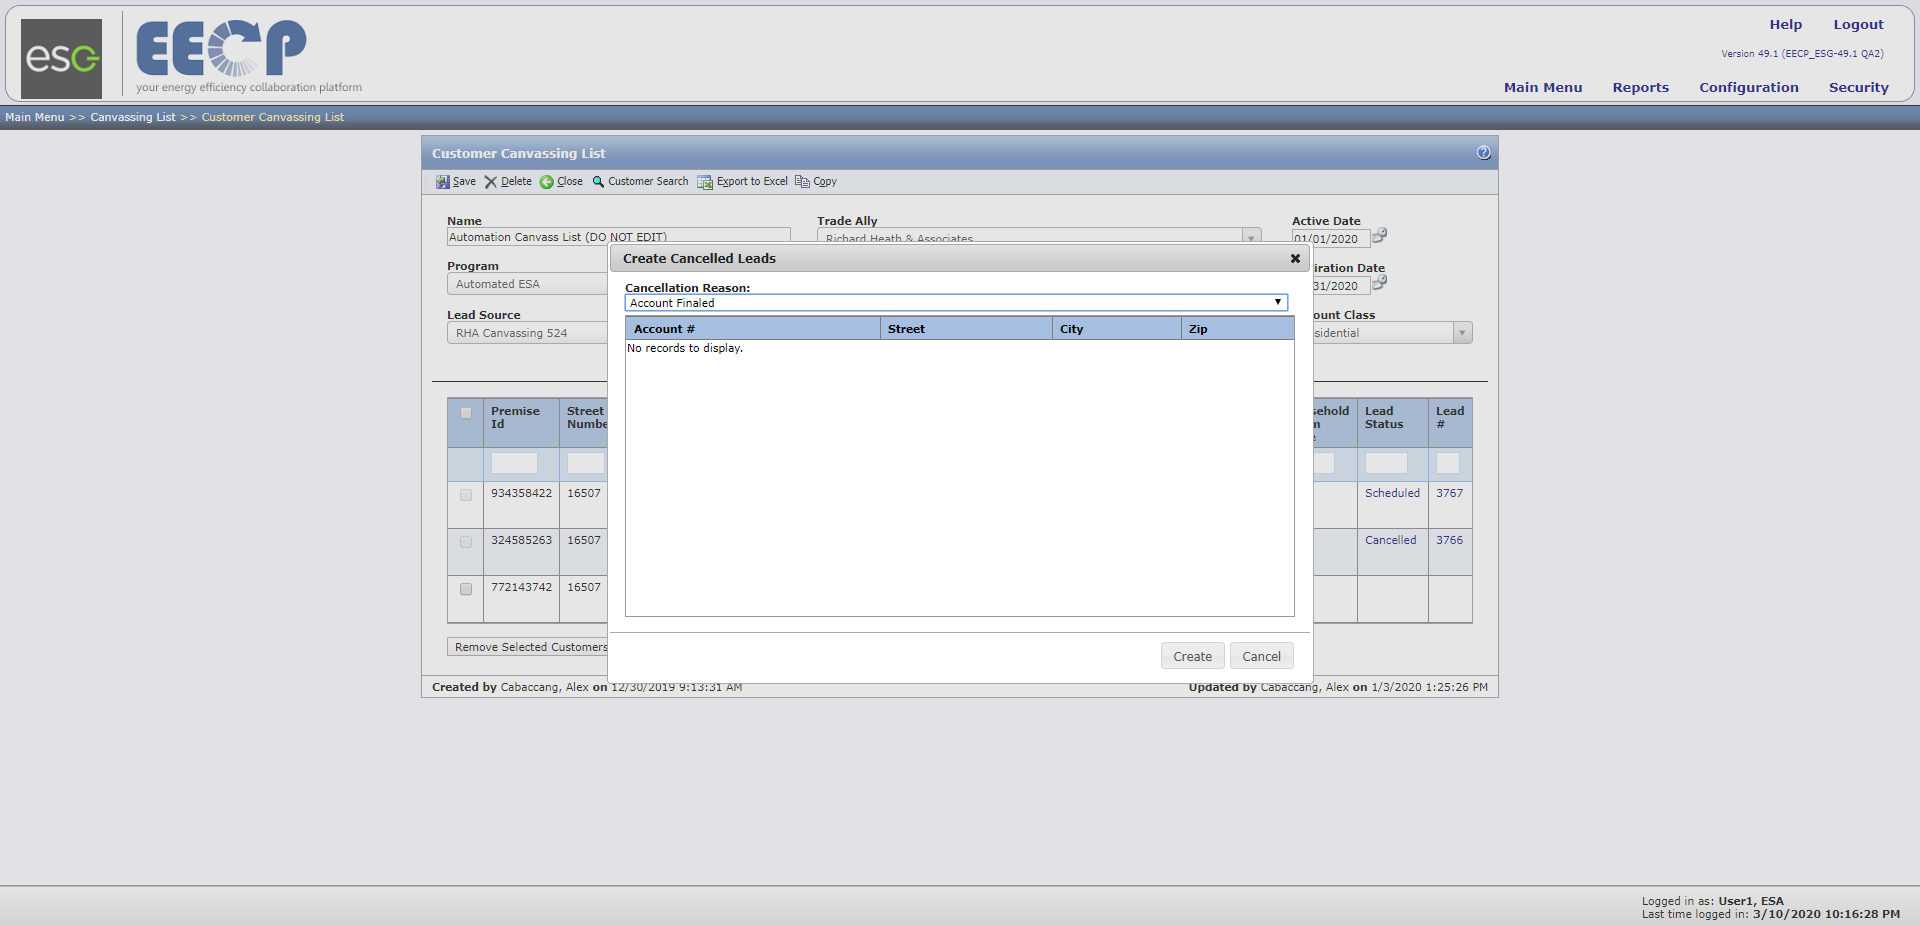 Help Logout
esg EECP
Version 49.1 (EECP_ESG-49.1 QA2)
your energy efficiency collaboration platform
Main Menu Reports Configuration Security
Main Menu >> Canvassing List >> Customer Canvassing List
Customer Canvassing List
Save Delete Close Customer Search Export to Excel Copy
Name Trade Ally Active Date
Automation Canvass List (DO NOT EDIT) Richard Heath & Associates 01/01/2020
Create Cancelled Leads
Program iration Date
Automated ESA 31/2020
Cancellation Reason:
Account Finaled
Lead Source ount Class
RHA Canvassing 524 sidential
Account # Street City Zip
No records to display.
Premise Id Street Numbe sehold Lead Status Lead #
934358422 16507 Scheduled 3767
324585263 16507 Cancelled 3766
772143742 16507
Remove Selected Customers
Create Cancel
Created by Cabaccang, Alex on 12/30/2019 9:13:31 AM Updated by Cabaccang, Alex on 1/3/2020 1:25:26 PM
Logged in as: User1, ESA
Last time logged in: 3/10/2020 10:16:28 PM